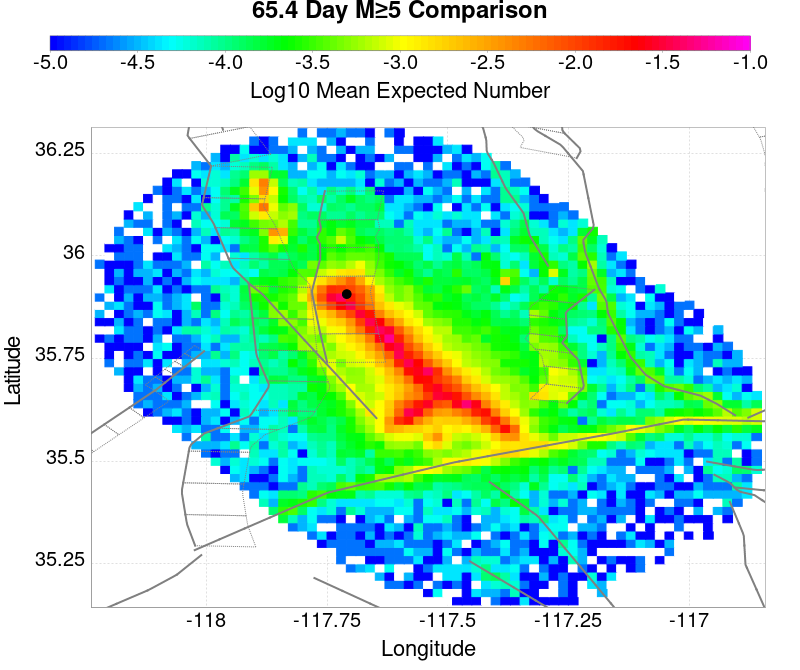 65.4 Day M≥5 Comparison
-5.0 -4.5 -4.0 -3.5 -3.0 -2.5 -2.0 -1.5 -1.0
Log10 Mean Expected Number
36.25
36
35.75
35.5
35.25
Latitude
-118 -117.75 -117.5 -117.25 -117
Longitude